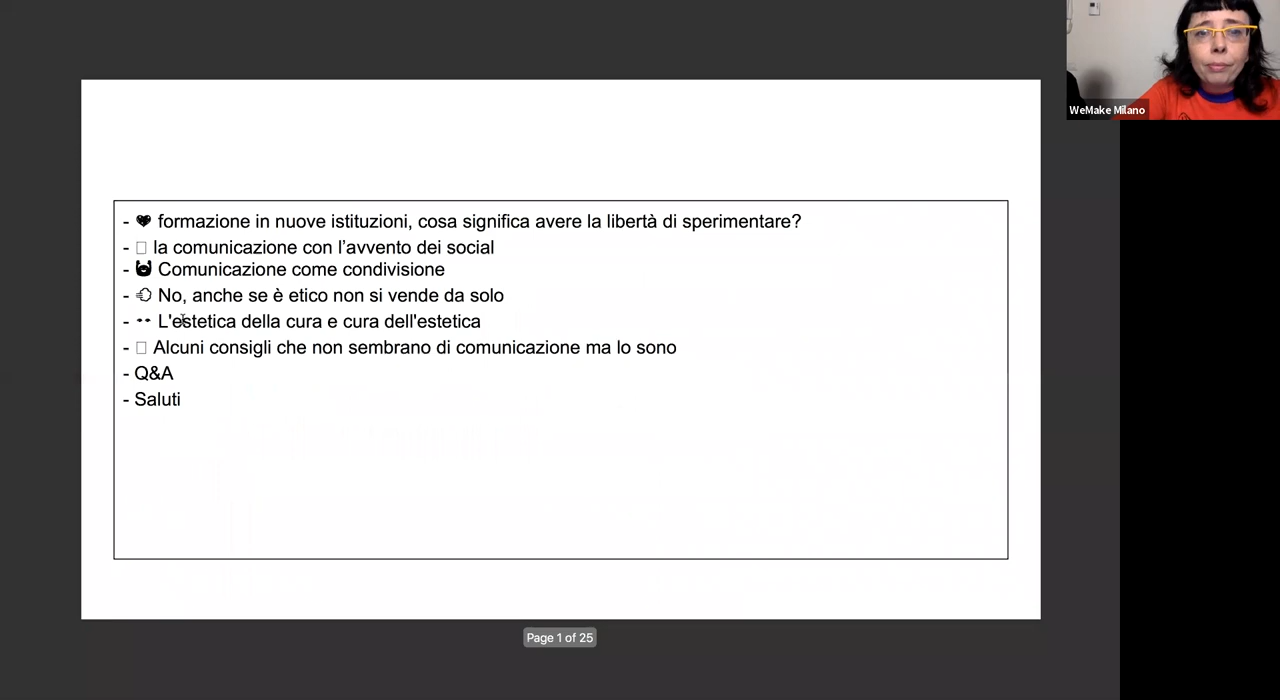 WeMake Milano
- 🖤 formazione in nuove istituzioni, cosa significa avere la libertà di sperimentare?
- □ la comunicazione con l’avvento dei social
- Comunicazione come condivisione
- No, anche se è etico non si vende da solo
- L'estetica della cura e cura dell'estetica
- □ Alcuni consigli che non sembrano di comunicazione ma lo sono
- Q&A
- Saluti
Page 1 of 25